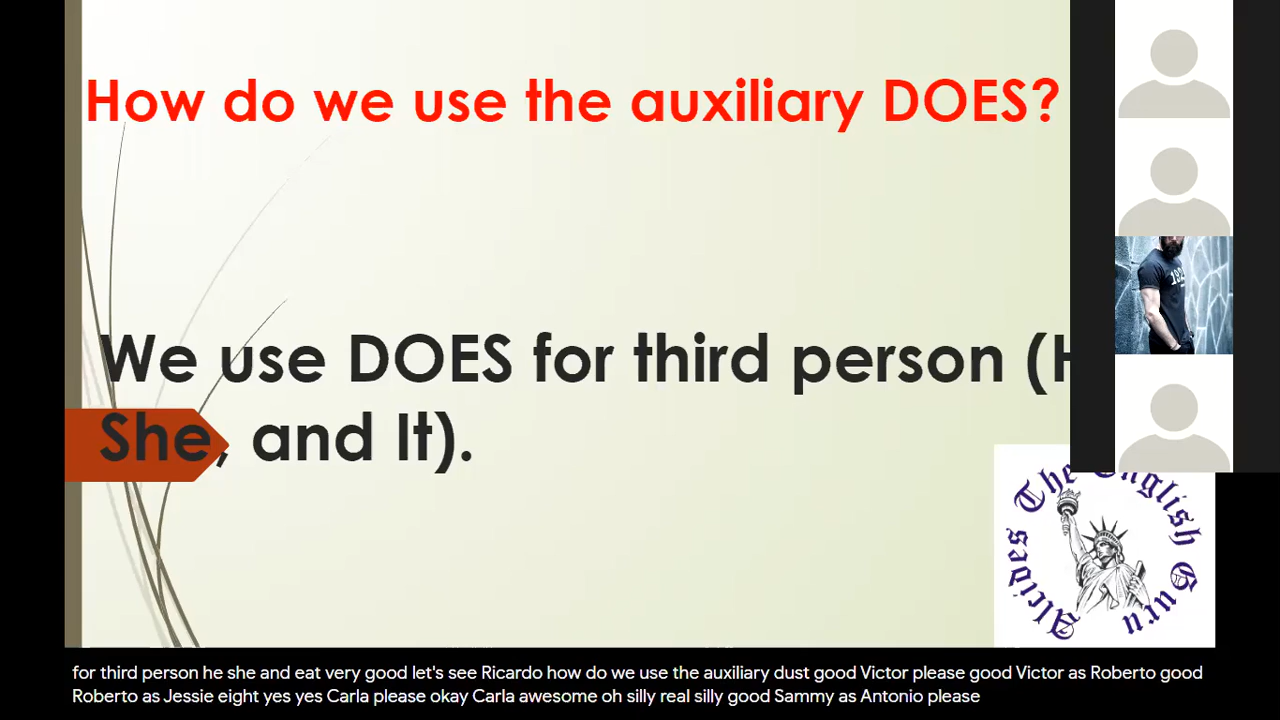 How do we use the auxiliary DOES?
We use DOES for third person (H
She, and It).
Alcides The English Guru
for third person he she and eat very good let's see Ricardo how do we use the auxiliary dust good Victor please good Victor as Roberto good
Roberto as Jessie eight yes yes Carla please okay Carla awesome oh silly real silly good Sammy as Antonio please